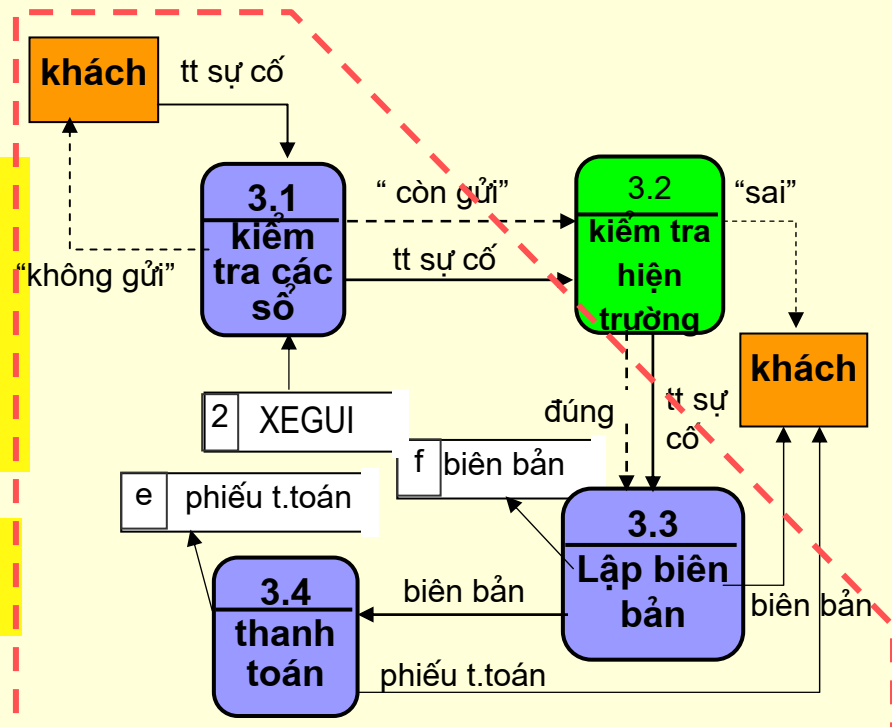 khách
tt sự cố
3.1
kiểm
tra các
sổ
“ còn gửi”
3.2
kiểm tra
hiện
trường
“sai”
“không gửi”
tt sự cố
khách
2 XEGUI
đúng
tt sự
cố
f biên bản
e phiếu t.toán
3.3
Lập biên
bản
3.4
thanh
toán
biên bản
biên bản
phiếu t.toán